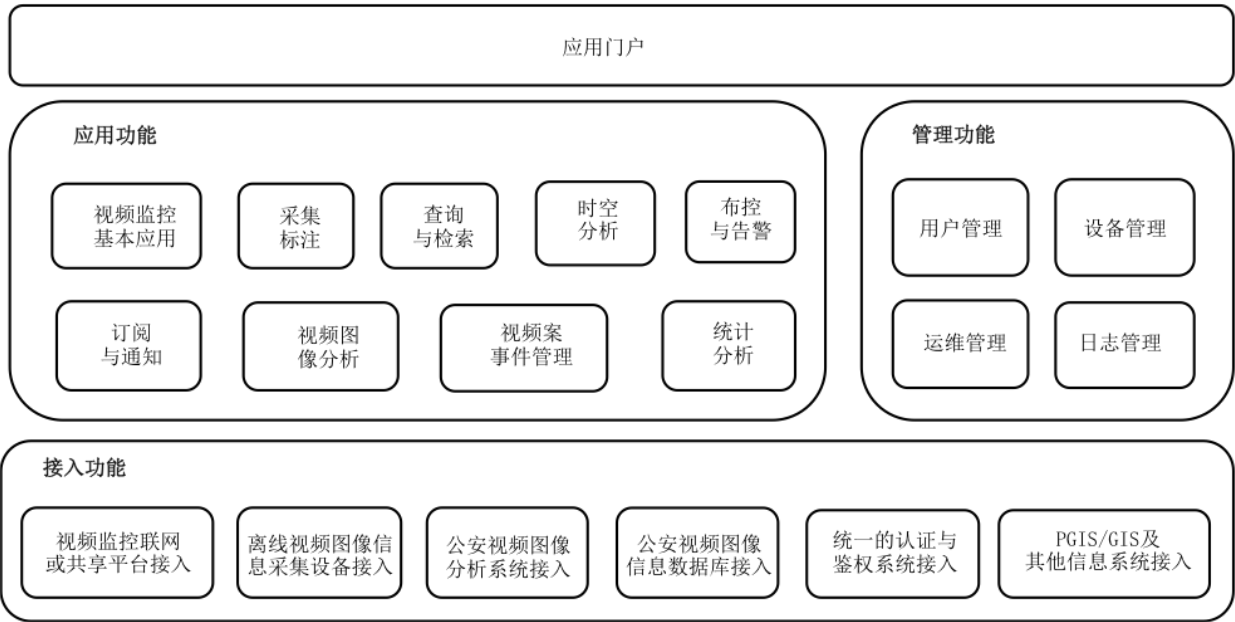 应用门户
应用功能
视频监控
基本应用
采集
标注
查询
与检索
时空
分析
布控
与告警
订阅
与通知
视频图
像分析
视频案
事件管理
统计
分析
管理功能
用户管理
设备管理
运维管理
日志管理
接入功能
视频监控联网
或共享平台接入
离线视频图像信
息采集设备接入
公安视频图像
分析系统接入
公安视频图像
信息数据库接入
统一的认证与
鉴权系统接入
PGIS/GIS及
其他信息系统接入